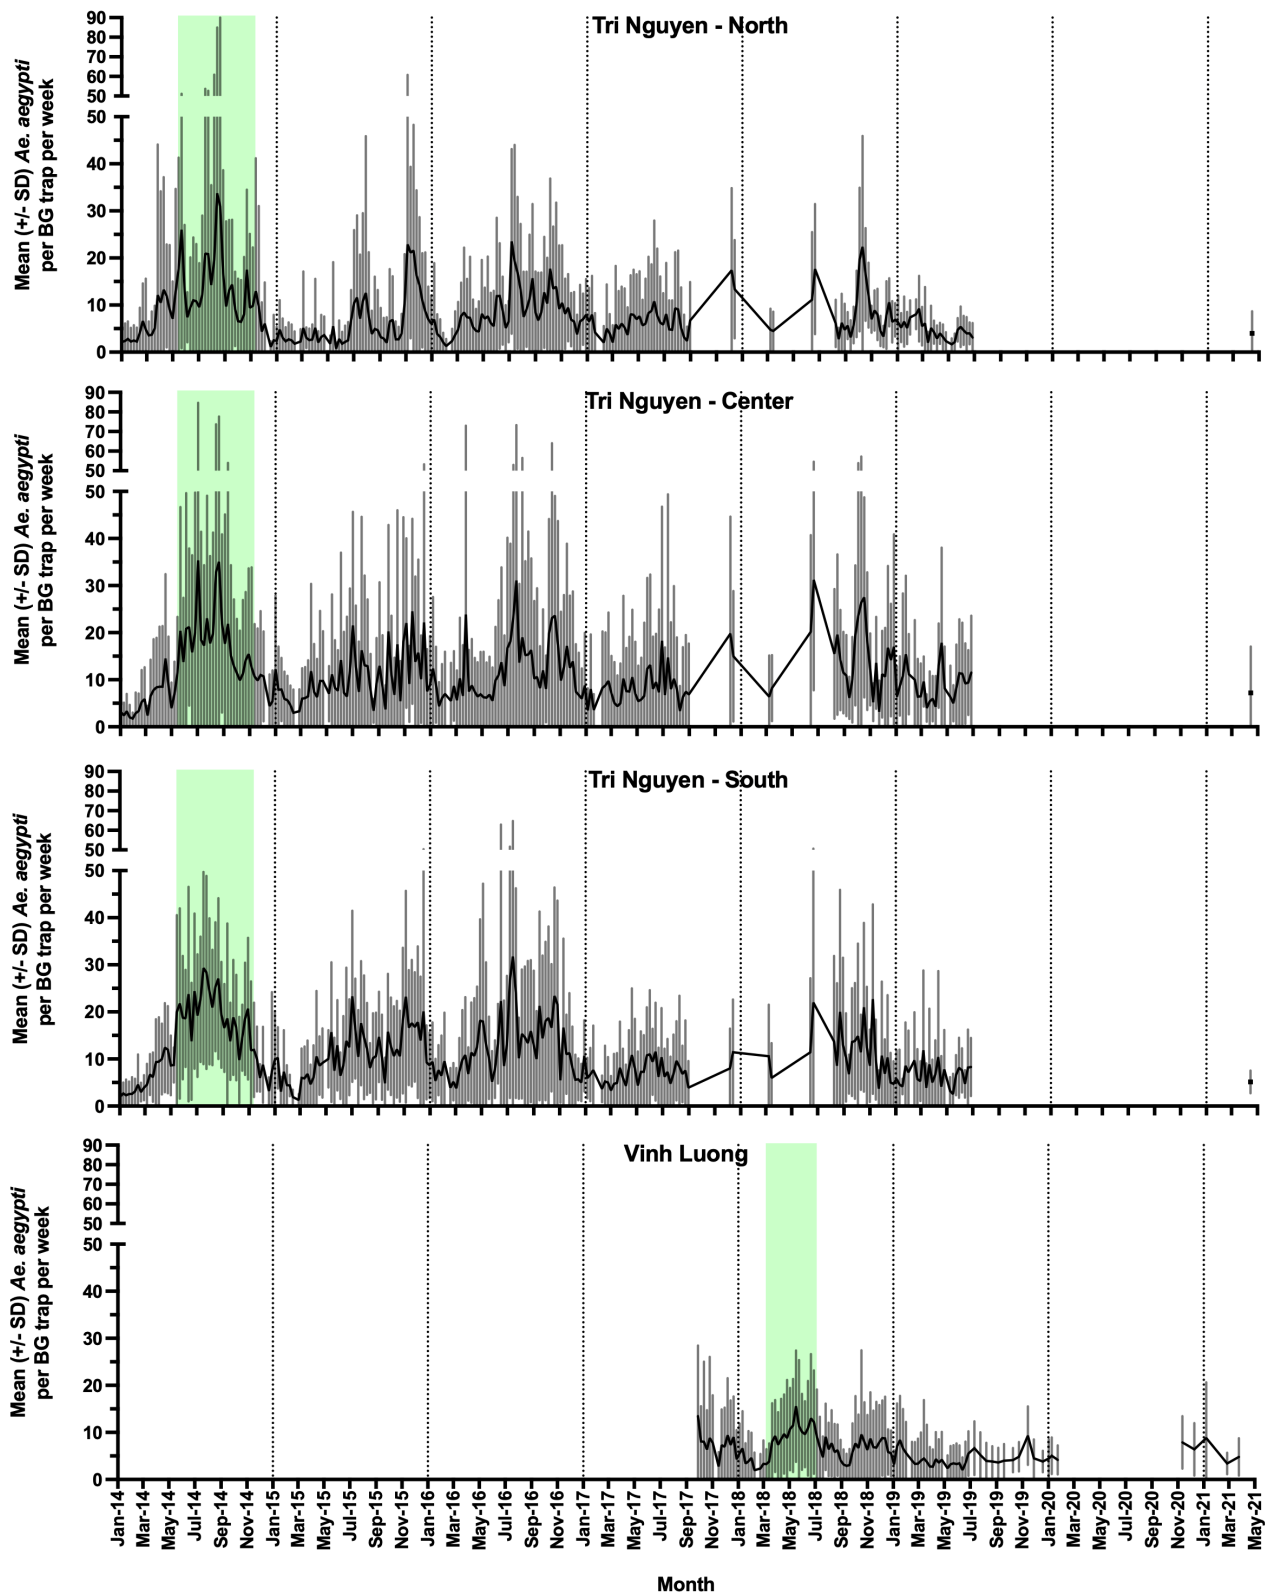 Tri Nguyen - North
Mean (+/- SD) Ae. aegypti
per BG trap per week
90
80
70
60
50
50
40
30
20
10
0
Tri Nguyen - Center
Mean (+/- SD) Ae. aegypti
per BG trap per week
90
80
70
60
50
50
40
30
20
10
0
Tri Nguyen - South
Mean (+/- SD) Ae. aegypti
per BG trap per week
90
80
70
60
50
50
40
30
20
10
0
Vinh Luong
Mean (+/- SD) Ae. aegypti
per BG trap per week
90
80
70
60
50
50
40
30
20
10
0
Jan-14
Mar-14
May-14
Jul-14
Sep-14
Nov-14
Jan-15
Mar-15
May-15
Jul-15
Sep-15
Nov-15
Jan-16
Mar-16
May-16
Jul-16
Sep-16
Nov-16
Jan-17
Mar-17
May-17
Jul-17
Sep-17
Nov-17
Jan-18
Mar-18
May-18
Jul-18
Sep-18
Nov-18
Jan-19
Mar-19
May-19
Jul-19
Sep-19
Nov-19
Jan-20
Mar-20
May-20
Jul-20
Sep-20
Nov-20
Jan-21
Mar-21
May-21
Month